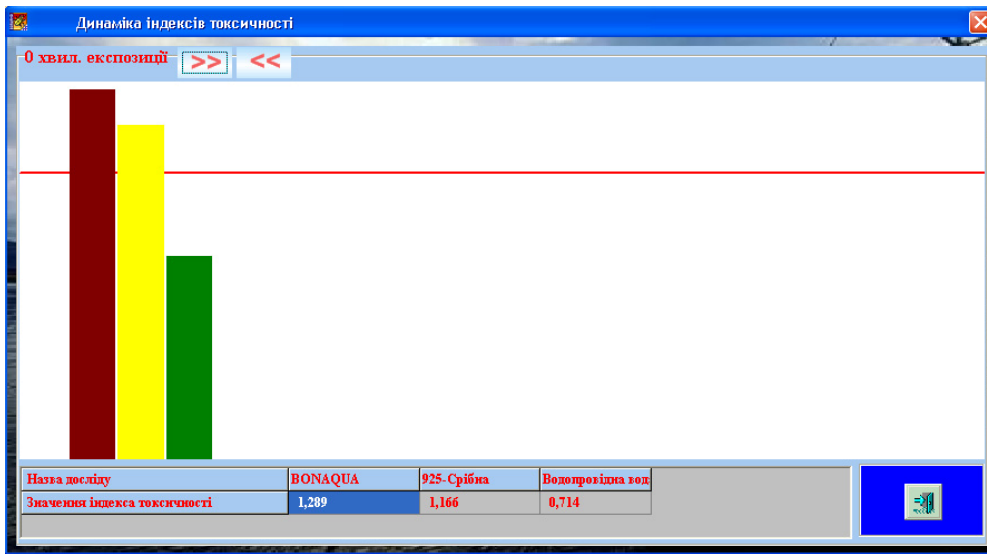 Динаміка індексів токсичності
0 хвил. експозиції >> <<
Назва досліду BONAQUA 925-Срібна Водопровідна вод
Значення індекса токсичності 1,289 1,166 0,714